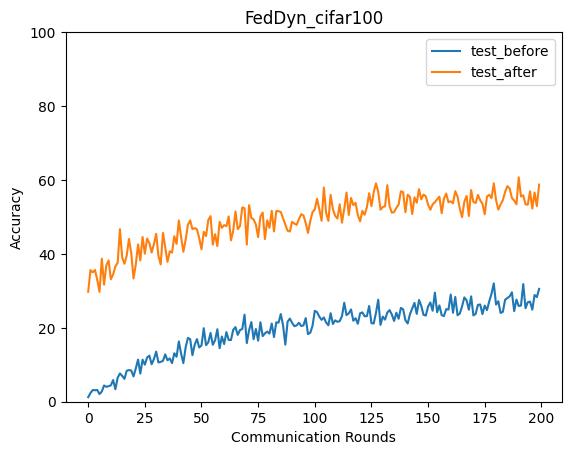 FedDyn_cifar100
test_before
test_after
Accuracy
100
80
60
40
20
0
0 25 50 75 100 125 150 175 200
Communication Rounds